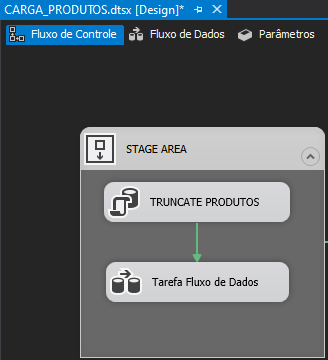 CARGA_PRODUTOS.dtsx [Design]*
Fluxo de Controle Fluxo de Dados Parâmetros
STAGE AREA
TRUNCATE PRODUTOS
Tarefa Fluxo de Dados